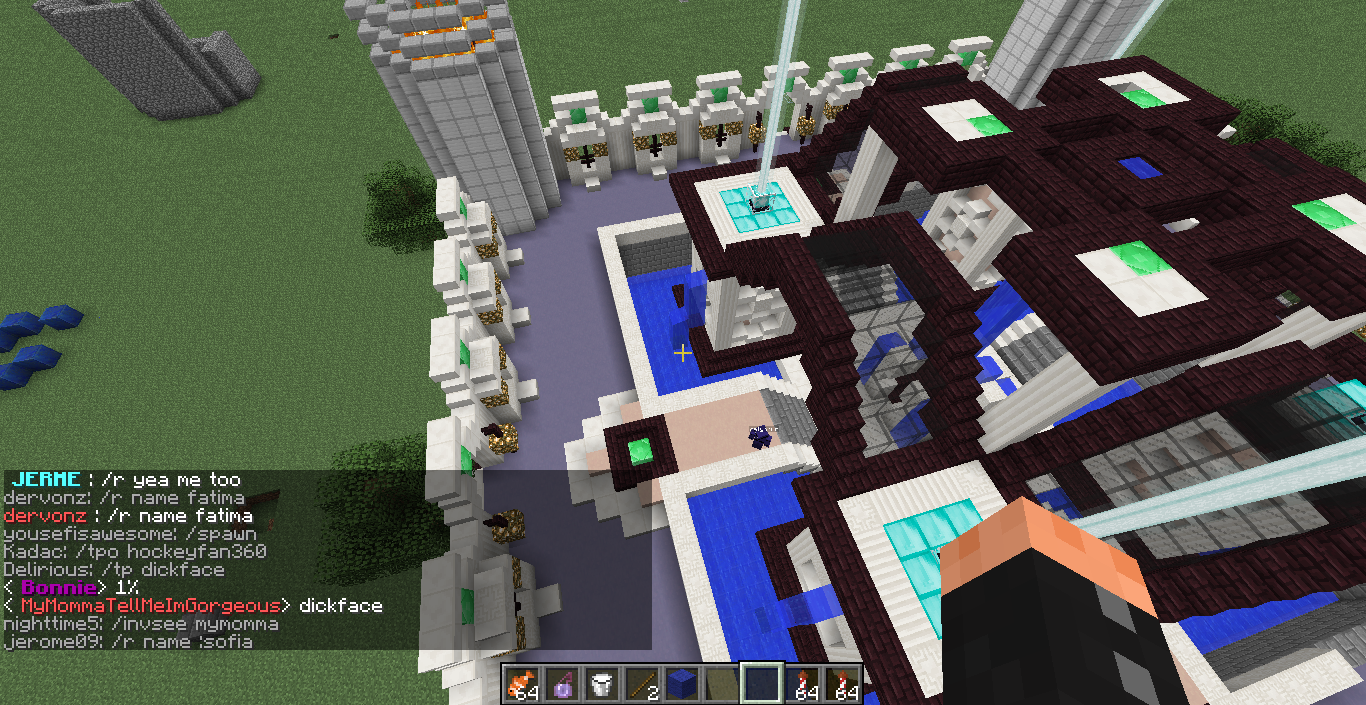 JERME : /r yea me too
dervonz: /r name fatima
dervonz : /r name fatima
yousefisawesome: /spawn
Kadac: /tpo hockeyfan360
Delirious: /tp dickface
< Bonnie> 1%
< MyMommaTellMeImGorgeous> dickface
nighttime5: /invsee mymomma
jerome09: /r name :sofia
64
2
64
64